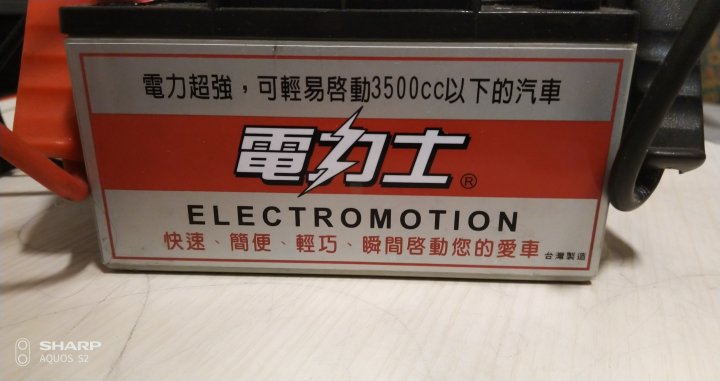 電力超強，可輕易啓動3500cc以下的汽車
電力士®
ELECTROMOTION
快速、簡便、輕巧、瞬間啓動您的愛車
台灣製造
SHARP
AQUOS S2